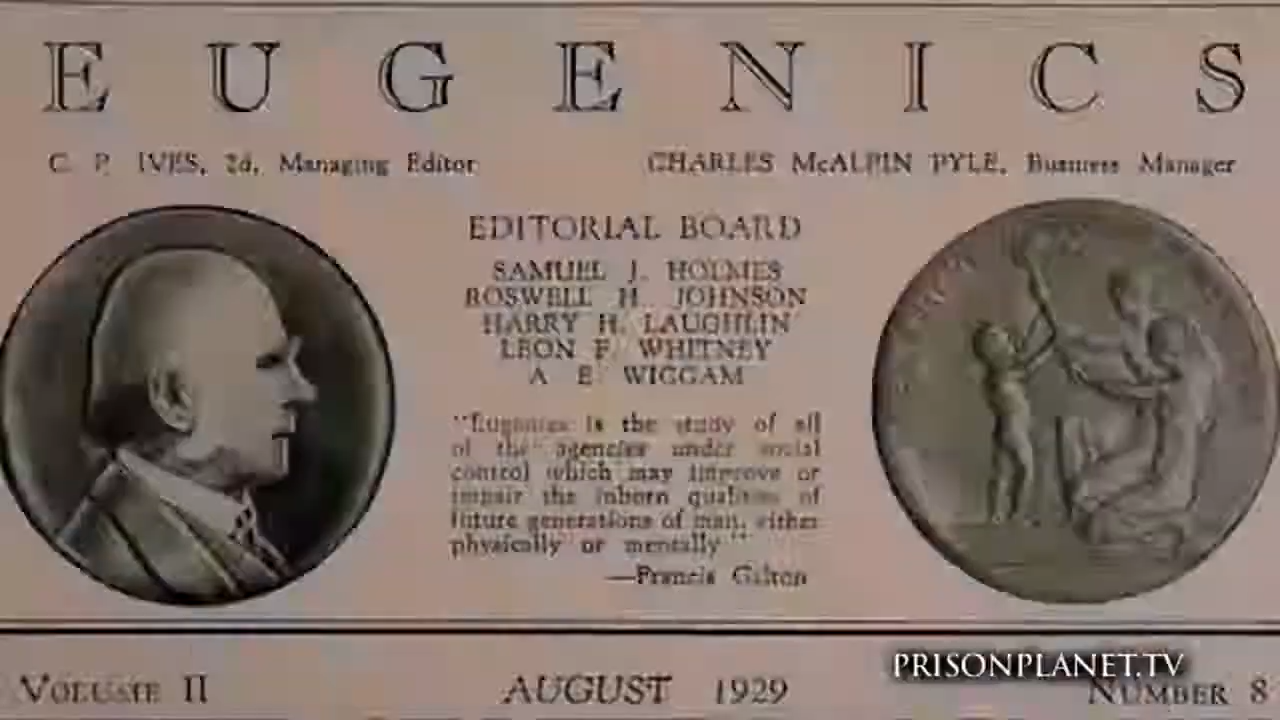 EUGENICS
C. P. IVES, 2d, Managing Editor
CHARLES McALPIN PYLE, Business Manager
EDITORIAL BOARD
SAMUEL J. HOLMES
ROSWELL H. JOHNSON
HARRY H. LAUGHLIN
LEON F. WHITNEY
A E WIGGAM
"Eugenics is the study of all
of the agencies under social
control which may improve or
impair the inborn qualities of
future generations of man, either
physically or mentally"
—Francis Galton
VOLUME II
AUGUST 1929
NUMBER 8
PRISONPLANET.TV